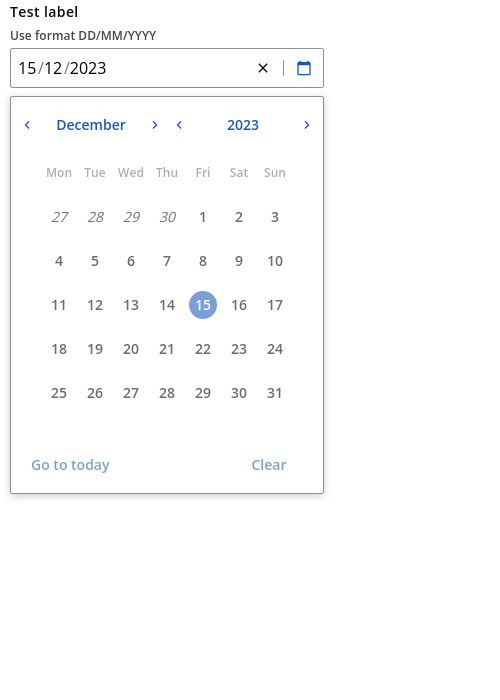 Test label
Use format DD/MM/YYYY
15/12/2023
December 2023
Mon Tue Wed Thu Fri Sat Sun
27 28 29 30 1 2 3
4 5 6 7 8 9 10
11 12 13 14 15 16 17
18 19 20 21 22 23 24
25 26 27 28 29 30 31
Go to today Clear